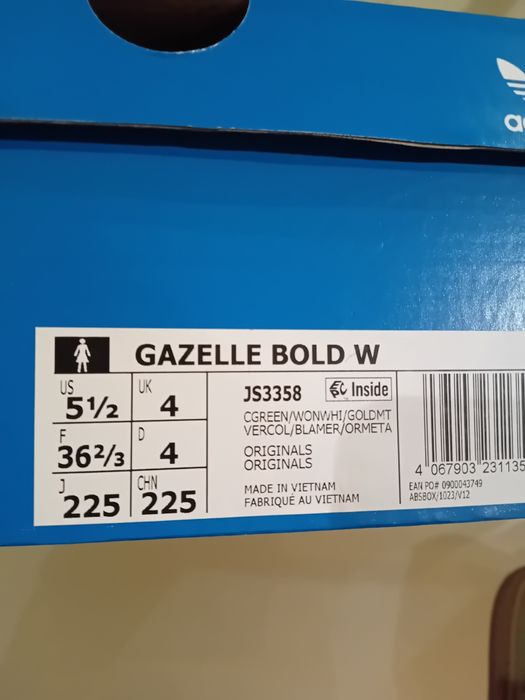 GAZELLE BOLD W
US 5½ UK 4
F 36⅔ D 4
J 225 CHN 225
JS3358 Inside
CGREEN/WONWHI/GOLDMT
VERCOL/BLAMER/ORMETA
ORIGINALS
ORIGINALS
MADE IN VIETNAM
FABRIQUÉ AU VIETNAM
4 067903 231135
EAN PO# 0900043749
ABSBOX/1023/V12